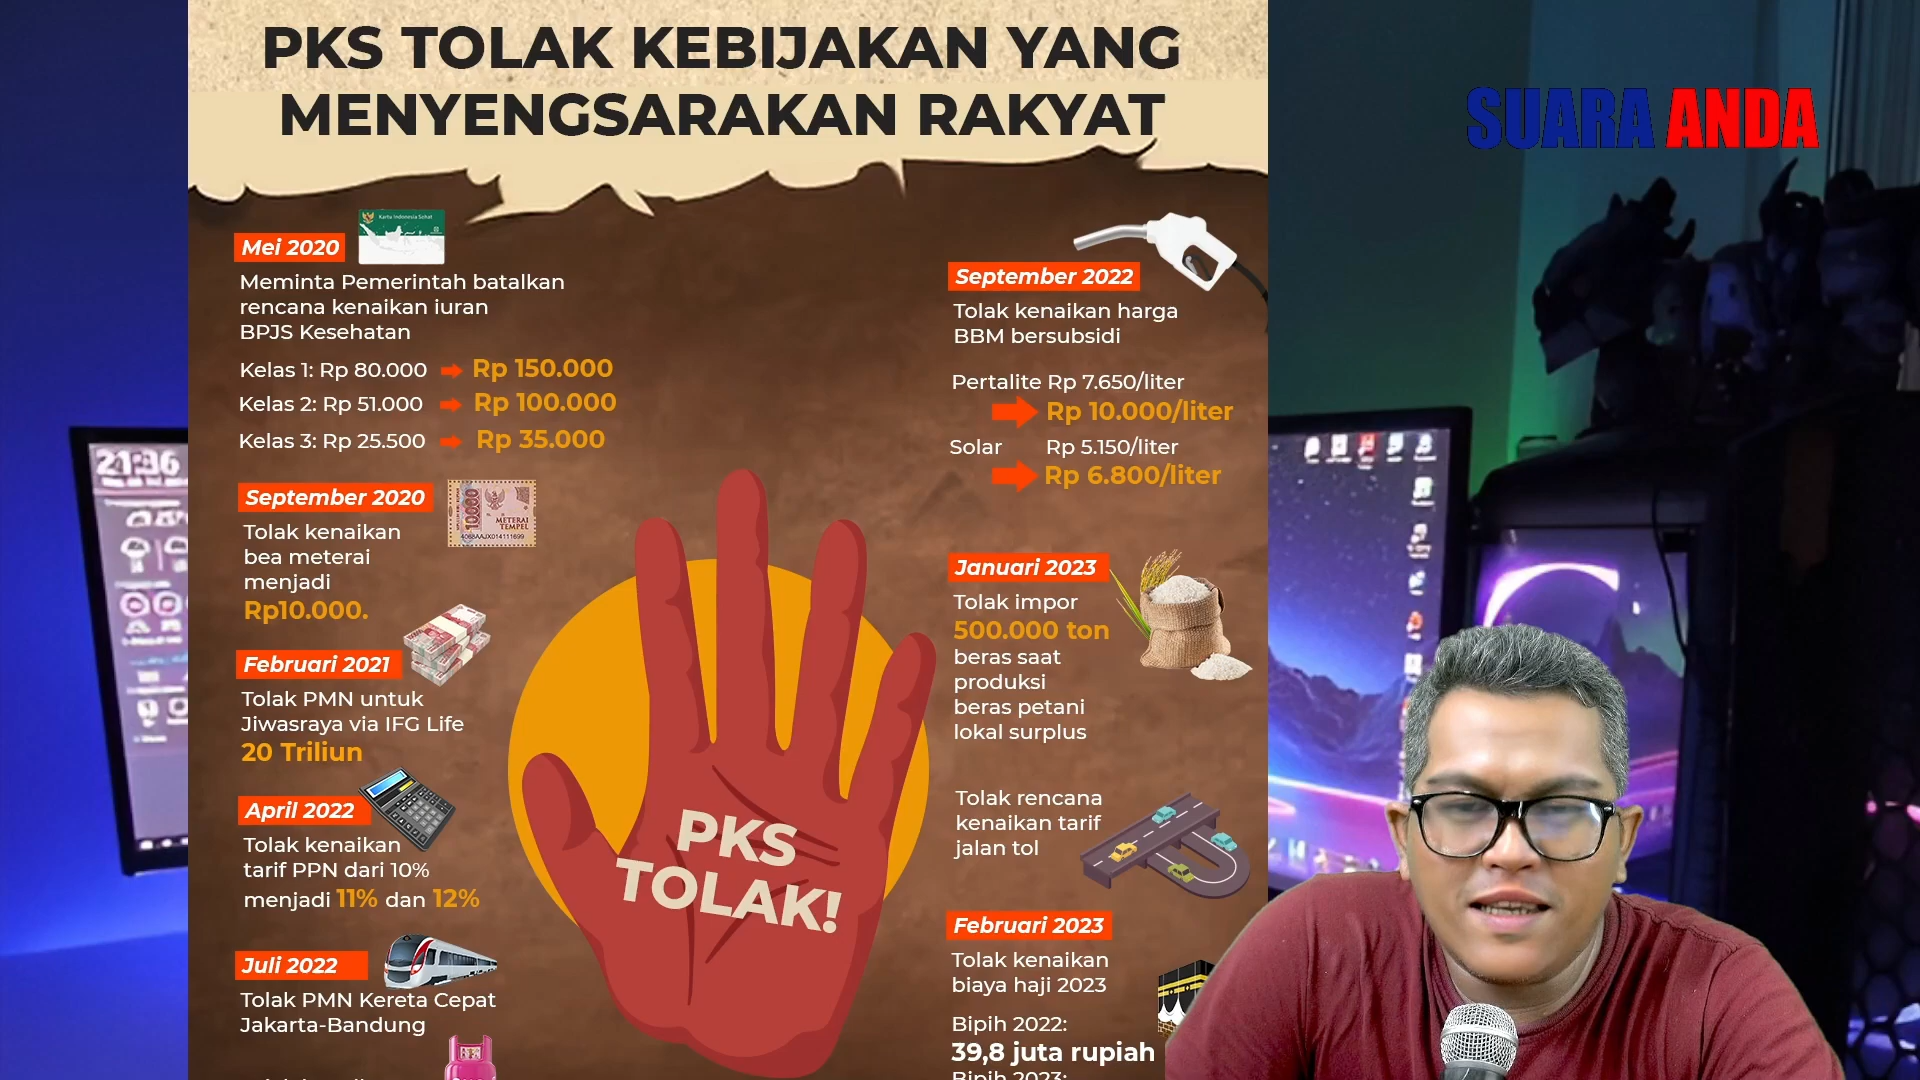 PKS TOLAK KEBIJAKAN YANG
MENYENGSARAKAN RAKYAT
SUARA ANDA
Mei 2020
Kartu Indonesia Sehat
Meminta Pemerintah batalkan
rencana kenaikan iuran
BPJS Kesehatan
Kelas 1: Rp 80.000 Rp 150.000
Kelas 2: Rp 51.000 Rp 100.000
Kelas 3: Rp 25.500 Rp 35.000
September 2020
10000
METERAI
TEMPEL
Tolak kenaikan
bea meterai
menjadi
Rp10.000.
Februari 2021
Tolak PMN untuk
Jiwasraya via IFG Life
20 Triliun
April 2022
Tolak kenaikan
tarif PPN dari 10%
menjadi 11% dan 12%
Juli 2022
Tolak PMN Kereta Cepat
Jakarta-Bandung
PKS
TOLAK!
September 2022
Tolak kenaikan harga
BBM bersubsidi
Pertalite Rp 7.650/liter
Rp 10.000/liter
Solar Rp 5.150/liter
Rp 6.800/liter
Januari 2023
Tolak impor
500.000 ton
beras saat
produksi
beras petani
lokal surplus
Tolak rencana
kenaikan tarif
jalan tol
Februari 2023
Tolak kenaikan
biaya haji 2023
Bipih 2022:
39,8 juta rupiah
Bipih 2023:
21:36